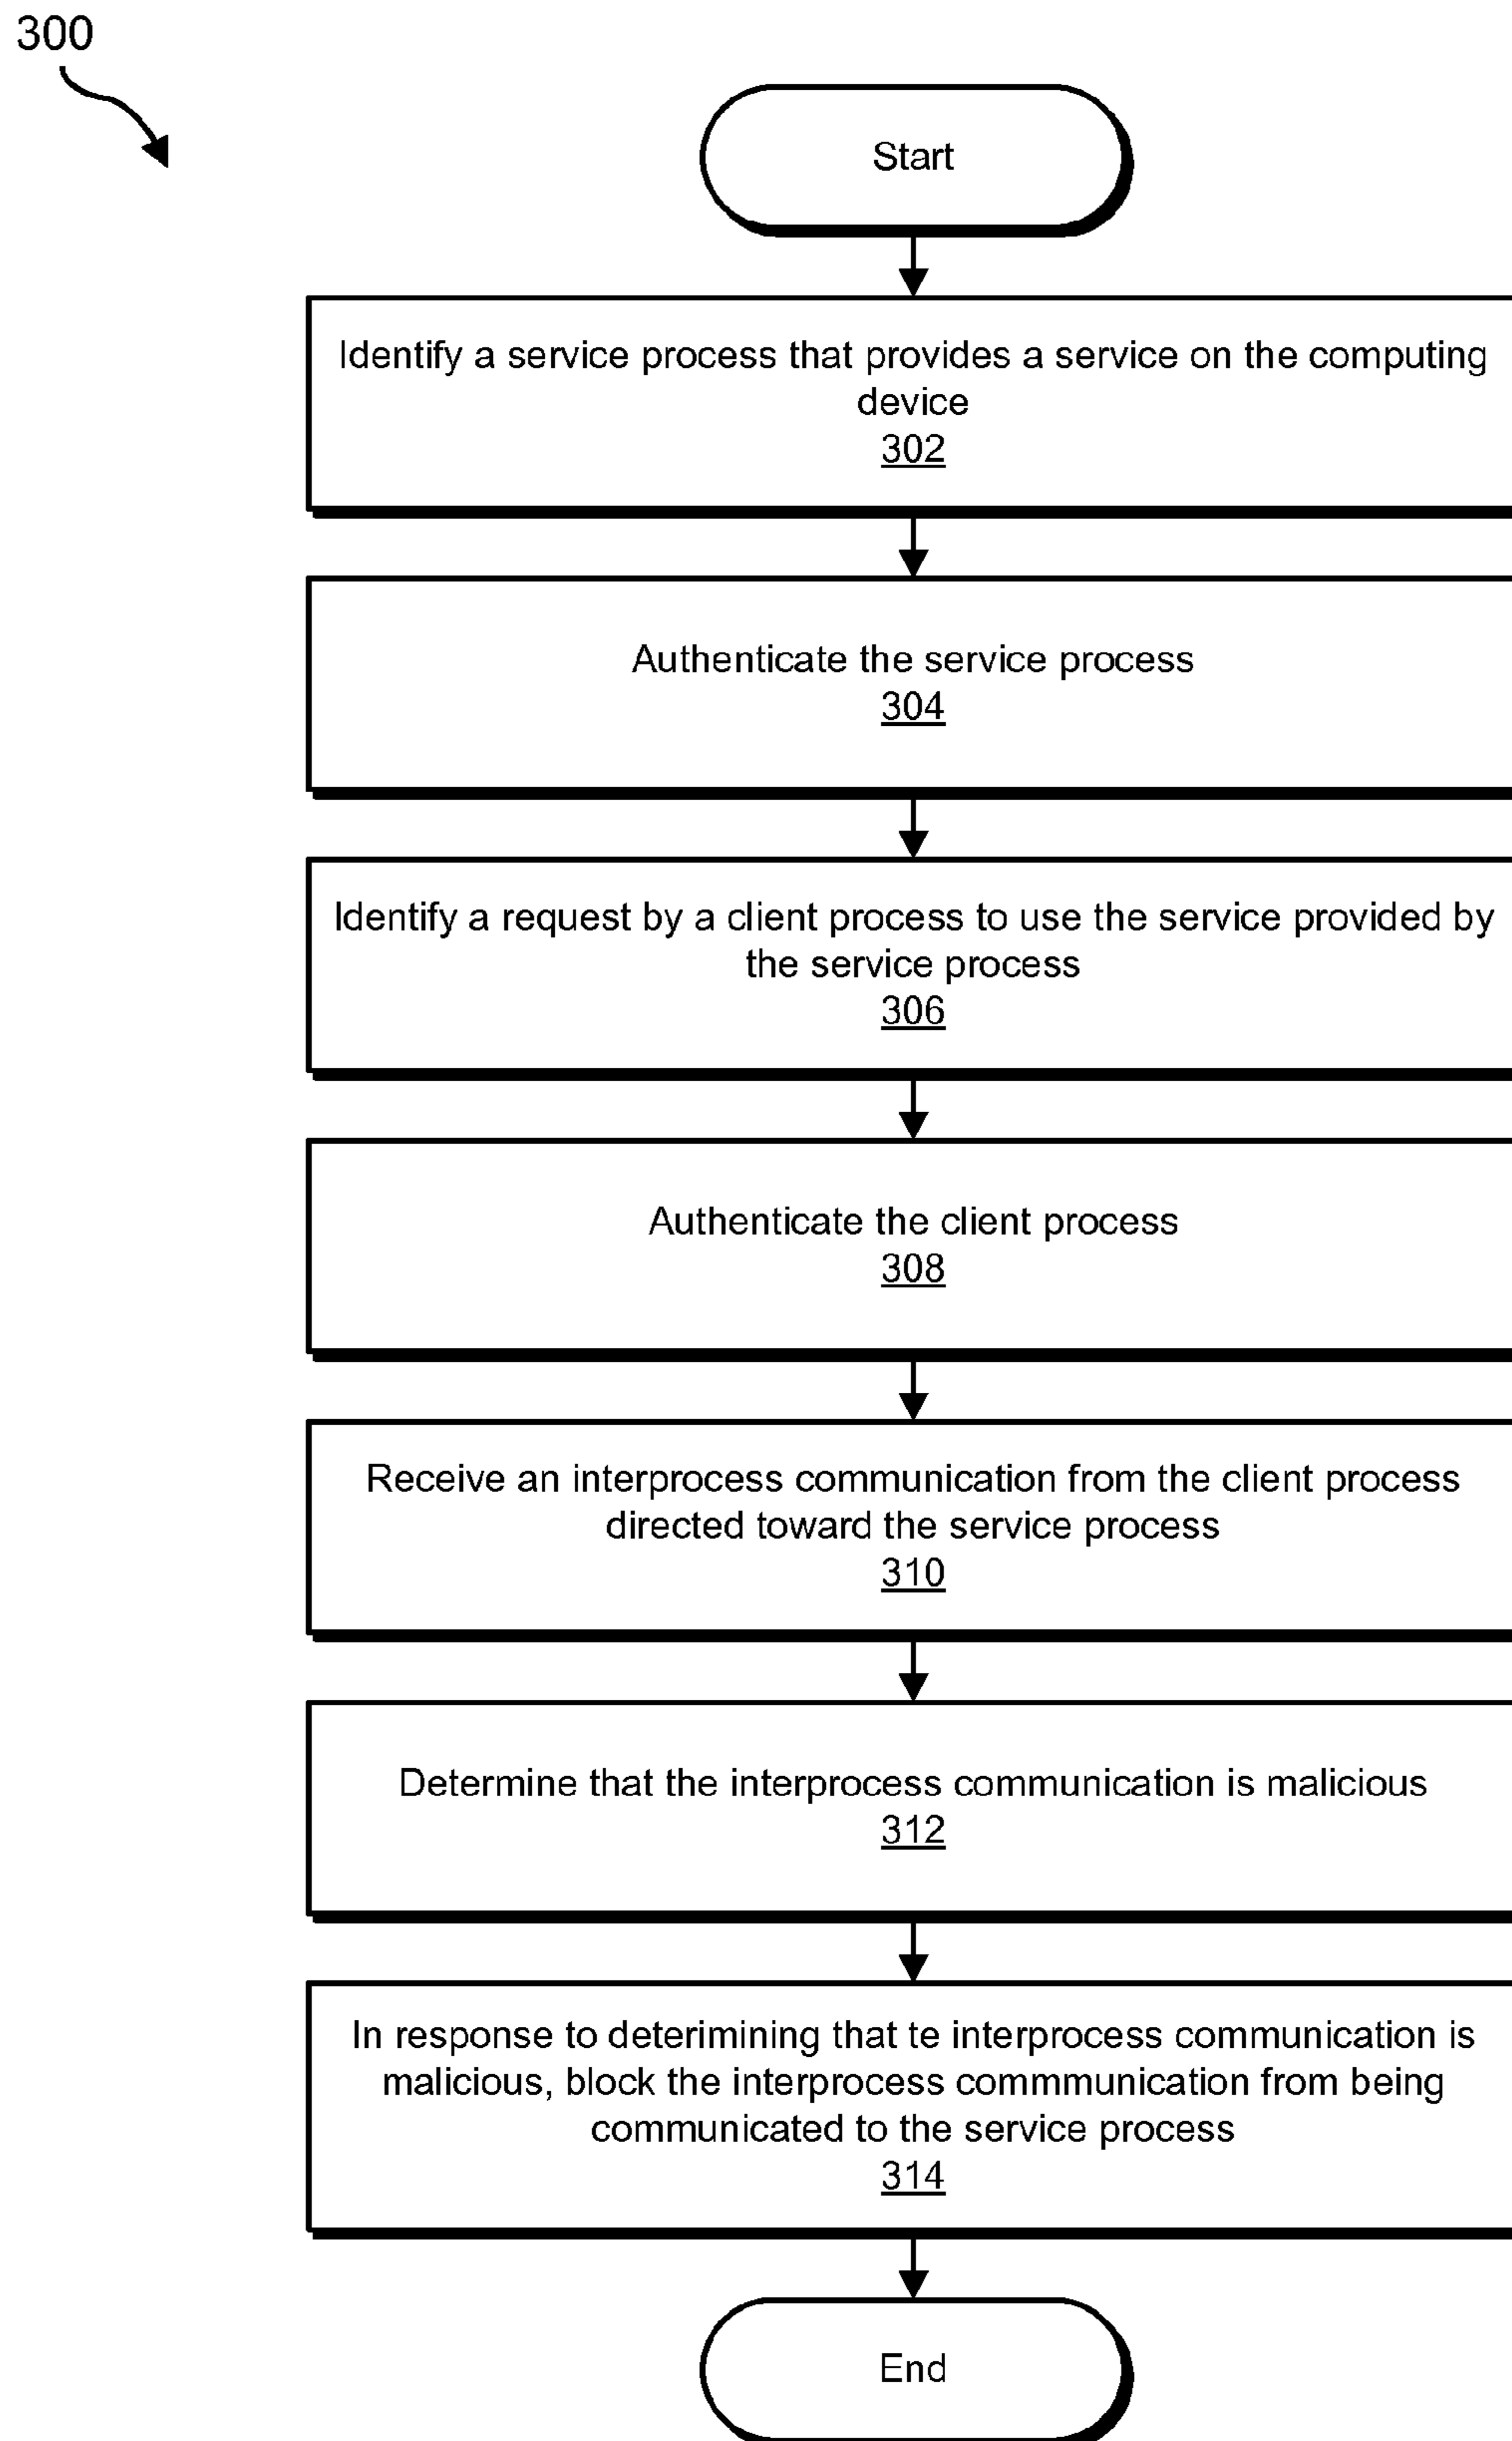 300
Start
Identify a service process that provides a service on the computing
device
302
Authenticate the service process
304
Identify a request by a client process to use the service provided by
the service process
306
Authenticate the client process
308
Receive an interprocess communication from the client process
directed toward the service process
310
Determine that the interprocess communication is malicious
312
In response to deterimining that te interprocess communication is
malicious, block the interprocess commmunication from being
communicated to the service process
314
End